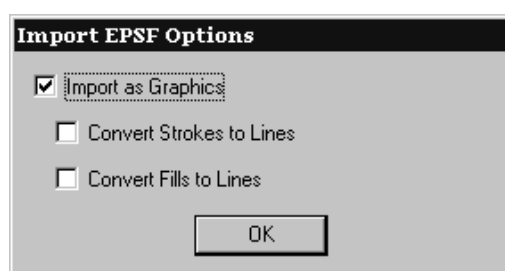 Import EPSF Options
Import as Graphics
Convert Strokes to Lines
Convert Fills to Lines
OK